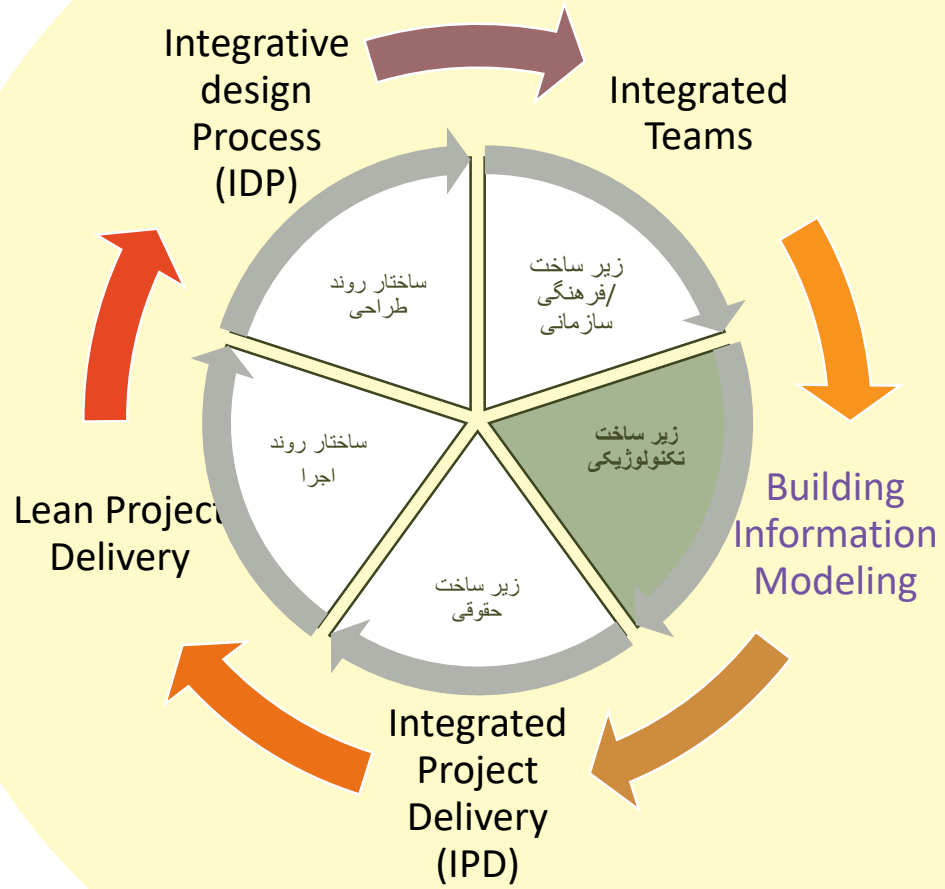 Integrative
design
Process
(IDP)
Integrated
Teams
ساختار روند
طراحی
زیر ساخت
فرهنگی/
سازمانی
ساختار روند
اجرا
زیر ساخت
تکنولوژیکی
Building
Information
Modeling
Lean Project
Delivery
زیر ساخت
حقوقی
Integrated
Project
Delivery
(IPD)